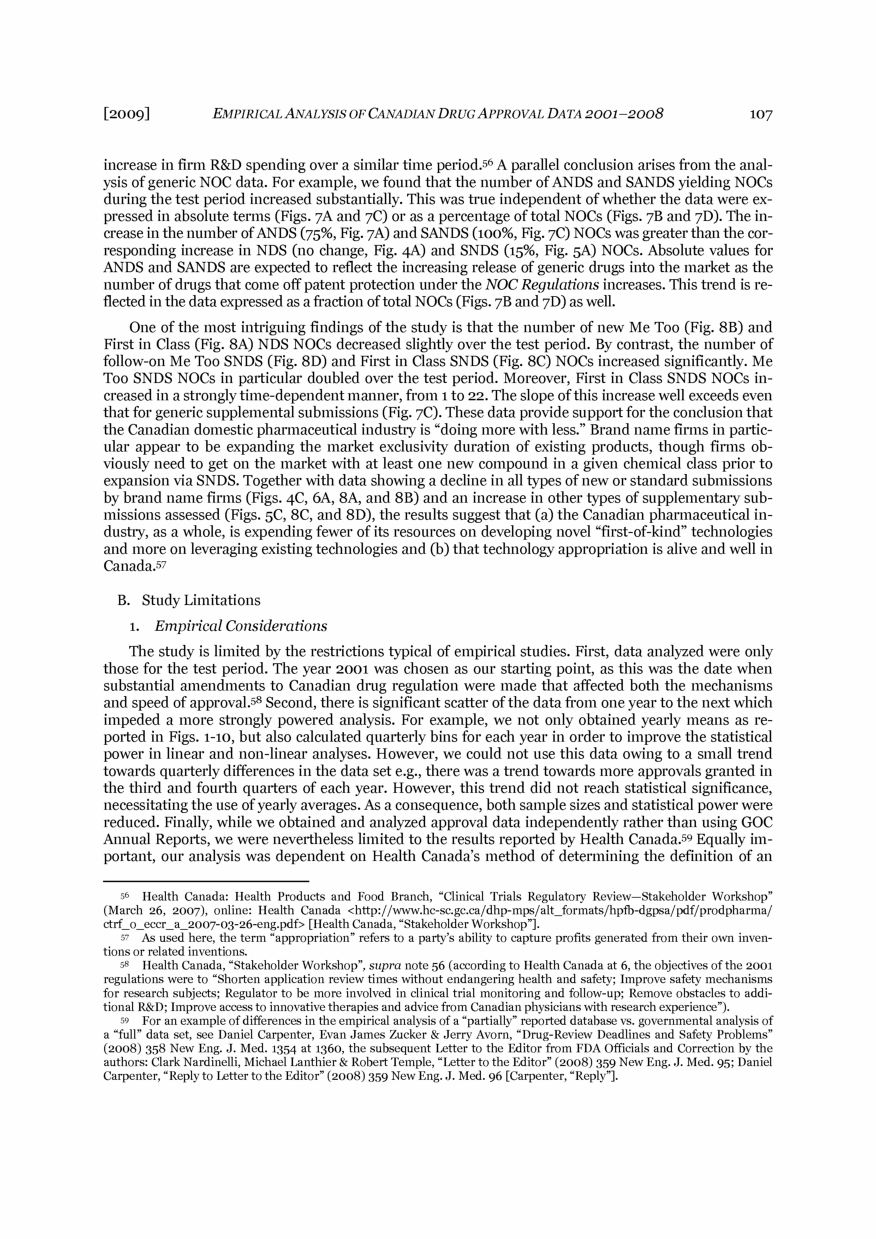 [2009] EMPIRICAL ANALYSIS OF CANADIAN DRUG APPROVAL DATA 2001–2008 107
increase in firm R&D spending over a similar time period.56 A parallel conclusion arises from the anal-
ysis of generic NOC data. For example, we found that the number of ANDS and SANDS yielding NOCs
during the test period increased substantially. This was true independent of whether the data were ex-
pressed in absolute terms (Figs. 7A and 7C) or as a percentage of total NOCs (Figs. 7B and 7D). The in-
crease in the number of ANDS (75%, Fig. 7A) and SANDS (100%, Fig. 7C) NOCs was greater than the cor-
responding increase in NDS (no change, Fig. 4A) and SNDS (15%, Fig. 5A) NOCs. Absolute values for
ANDS and SANDS are expected to reflect the increasing release of generic drugs into the market as the
number of drugs that come off patent protection under the NOC Regulations increases. This trend is re-
flected in the data expressed as a fraction of total NOCs (Figs. 7B and 7D) as well.
One of the most intriguing findings of the study is that the number of new Me Too (Fig. 8B) and
First in Class (Fig. 8A) NDS NOCs decreased slightly over the test period. By contrast, the number of
follow-on Me Too SNDS (Fig. 8D) and First in Class SNDS (Fig. 8C) NOCs increased significantly. Me
Too SNDS NOCs in particular doubled over the test period. Moreover, First in Class SNDS NOCs in-
creased in a strongly time-dependent manner, from 1 to 22. The slope of this increase well exceeds even
that for generic supplemental submissions (Fig. 7C). These data provide support for the conclusion that
the Canadian domestic pharmaceutical industry is “doing more with less.” Brand name firms in partic-
ular appear to be expanding the market exclusivity duration of existing products, though firms ob-
viously need to get on the market with at least one new compound in a given chemical class prior to
expansion via SNDS. Together with data showing a decline in all types of new or standard submissions
by brand name firms (Figs. 4C, 6A, 8A, and 8B) and an increase in other types of supplementary sub-
missions assessed (Figs. 5C, 8C, and 8D), the results suggest that (a) the Canadian pharmaceutical in-
dustry, as a whole, is expending fewer of its resources on developing novel “first-of-kind” technologies
and more on leveraging existing technologies and (b) that technology appropriation is alive and well in
Canada.57
B. Study Limitations
1. Empirical Considerations
The study is limited by the restrictions typical of empirical studies. First, data analyzed were only
those for the test period. The year 2001 was chosen as our starting point, as this was the date when
substantial amendments to Canadian drug regulation were made that affected both the mechanisms
and speed of approval.58 Second, there is significant scatter of the data from one year to the next which
impeded a more strongly powered analysis. For example, we not only obtained yearly means as re-
ported in Figs. 1-10, but also calculated quarterly bins for each year in order to improve the statistical
power in linear and non-linear analyses. However, we could not use this data owing to a small trend
towards quarterly differences in the data set e.g., there was a trend towards more approvals granted in
the third and fourth quarters of each year. However, this trend did not reach statistical significance,
necessitating the use of yearly averages. As a consequence, both sample sizes and statistical power were
reduced. Finally, while we obtained and analyzed approval data independently rather than using GOC
Annual Reports, we were nevertheless limited to the results reported by Health Canada.59 Equally im-
portant, our analysis was dependent on Health Canada’s method of determining the definition of an
56 Health Canada: Health Products and Food Branch, “Clinical Trials Regulatory Review—Stakeholder Workshop”
(March 26, 2007), online: Health Canada <http://www.hc-sc.gc.ca/dhp-mps/alt_formats/hpfb-dgpsa/pdf/prodpharma/
ctrf_o_eccr_a_2007-03-26-eng.pdf> [Health Canada, “Stakeholder Workshop”].
57 As used here, the term “appropriation” refers to a party’s ability to capture profits generated from their own inven-
tions or related inventions.
58 Health Canada, “Stakeholder Workshop”, supra note 56 (according to Health Canada at 6, the objectives of the 2001
regulations were to “Shorten application review times without endangering health and safety; Improve safety mechanisms
for research subjects; Regulator to be more involved in clinical trial monitoring and follow-up; Remove obstacles to addi-
tional R&D; Improve access to innovative therapies and advice from Canadian physicians with research experience”).
59 For an example of differences in the empirical analysis of a “partially” reported database vs. governmental analysis of
a “full” data set, see Daniel Carpenter, Evan James Zucker & Jerry Avorn, “Drug-Review Deadlines and Safety Problems”
(2008) 358 New Eng. J. Med. 1354 at 1360, the subsequent Letter to the Editor from FDA Officials and Correction by the
authors: Clark Nardinelli, Michael Lanthier & Robert Temple, “Letter to the Editor” (2008) 359 New Eng. J. Med. 95; Daniel
Carpenter, “Reply to Letter to the Editor” (2008) 359 New Eng. J. Med. 96 [Carpenter, “Reply”].